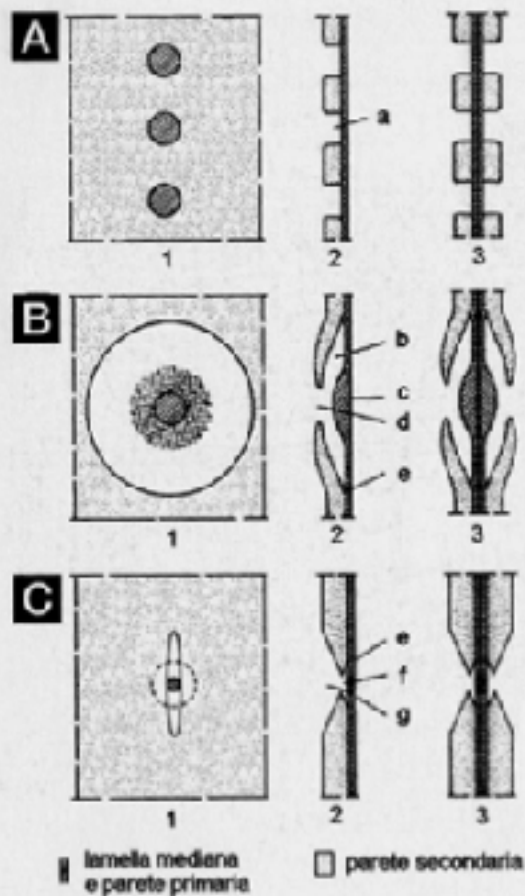 A
a
1 2 3
B
b
c
d
e
1 2 3
C
e
f
g
1 2 3
lamella mediana
e parete primaria
parete secondaria